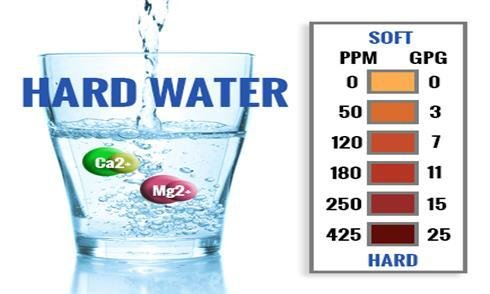 HARD WATER
Ca2+
Mg2+
SOFT
PPM GPG
0 0
50 3
120 7
180 11
250 15
425 25
HARD